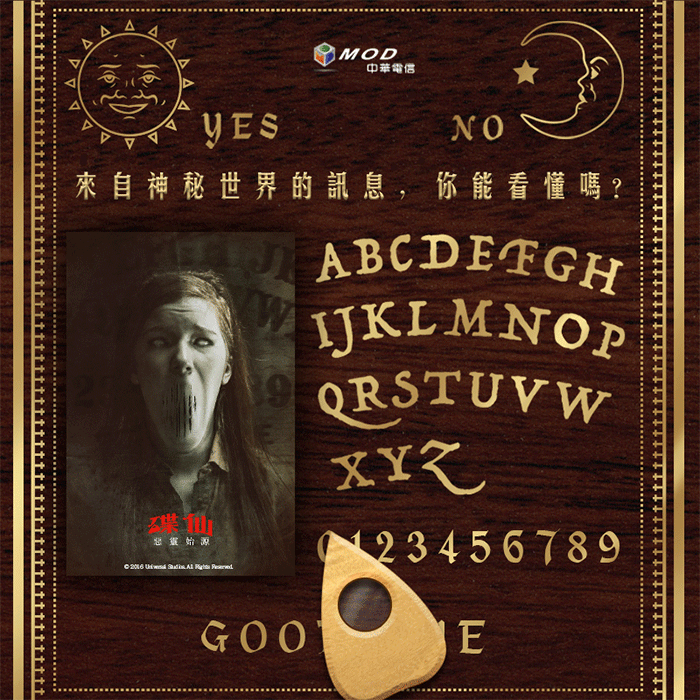 MOD
中華電信
YES
NO
來自神秘世界的訊息，你能看懂嗎?
ABCDEFGH
IJKLMNOP
QRSTUVW
XYZ
碟仙
惡靈始源
© 2016 Universal Studios. All Rights Reserved.
0123456789